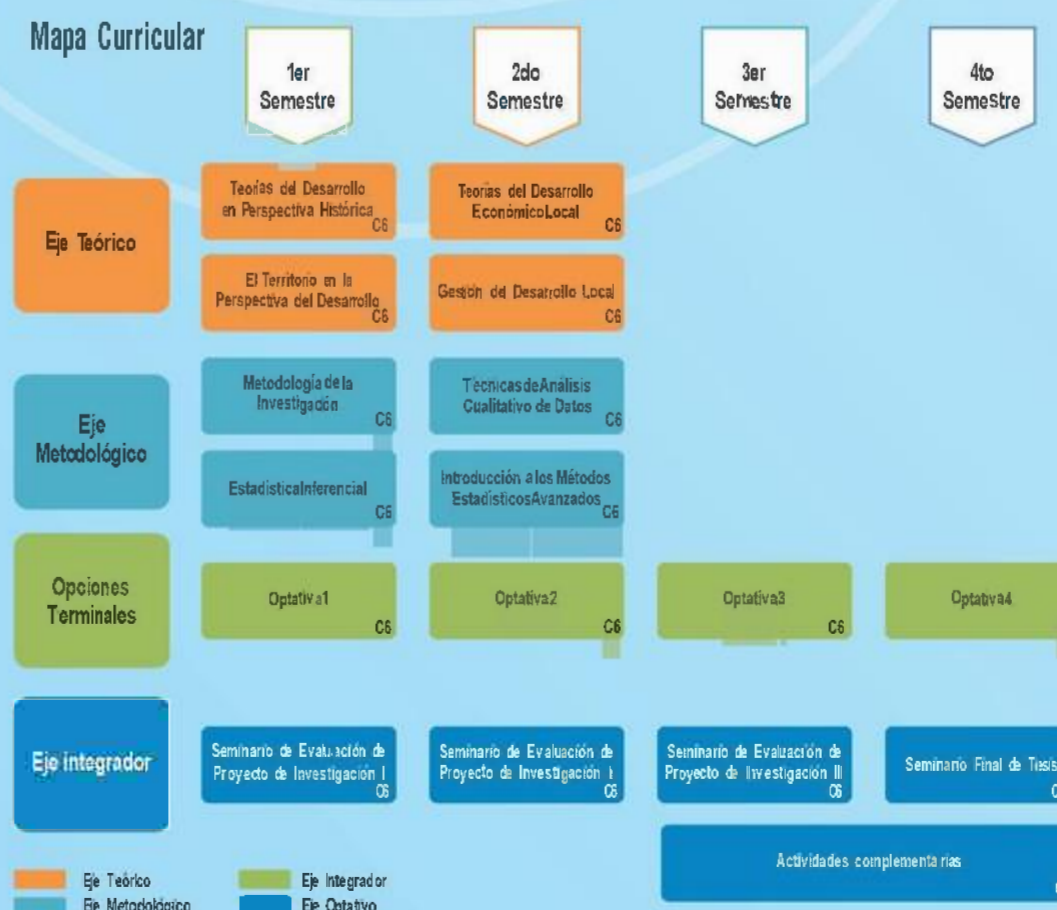 Mapa Curricular
1er
Semestre
2do
Semestre
3er
Semestre
4to
Semestre
Eje Teórico
Teorías del Desarrollo
en Perspectiva Histórica
C6
Teorías del Desarrollo
EconómicoLocal
C6
El Territorio en la
Perspectiva del Desarrollo
C6
Gestión del Desarrollo Local
C6
Eje
Metodológico
Metodología de la
Investigación
C6
Técnicas de Análisis
Cualitativo de Datos
C6
EstadísticaInferencial
C6
Introducción a los Métodos
EstadísticosAvanzados
C6
Opciones
Terminales
Optativa1
C6
Optativa2
C6
Optativa3
C6
Optativa4
Eje integrador
Seminario de Evaluación de
Proyecto de Investigación I
C6
Seminario de Evaluación de
Proyecto de Investigación
C6
Seminario de Evaluación de
Proyecto de Investigación III
C6
Seminario Final de Tesis
Actividades complementarias
Eje Teórico
Eje Integrador
Eje Metodológico
Eje Optativo